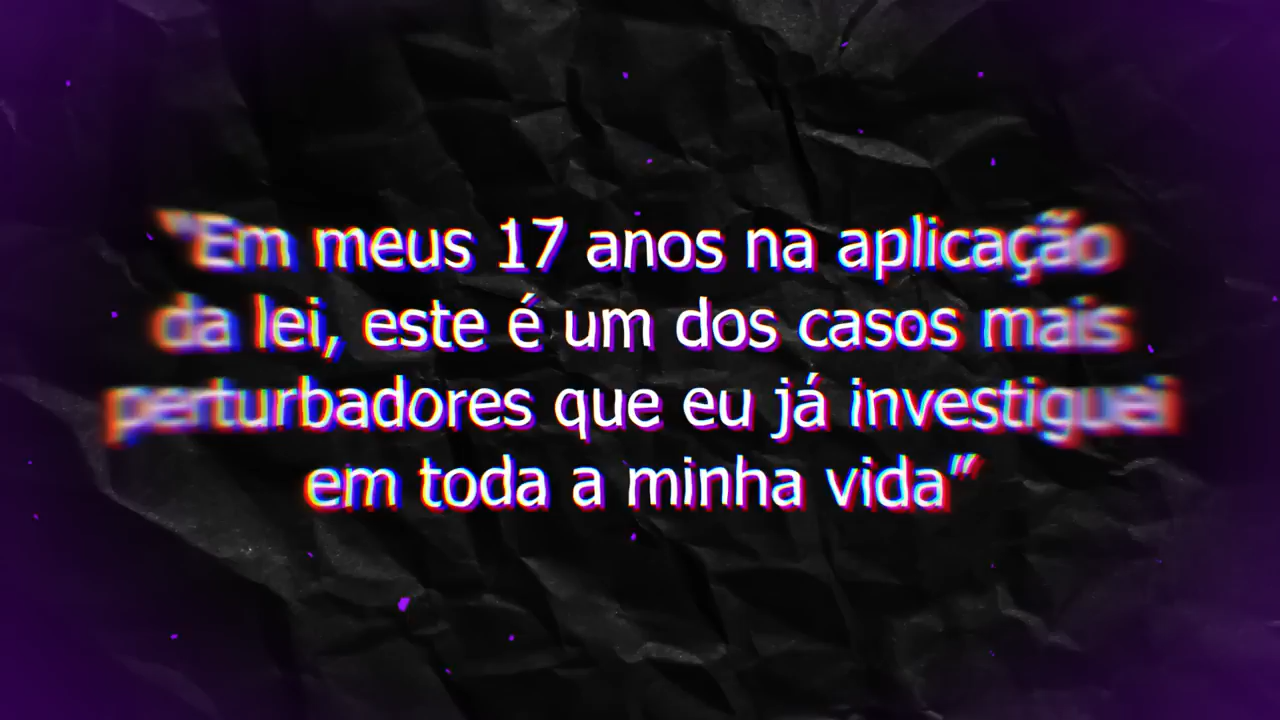 "Em meus 17 anos na aplicação
da lei, este é um dos casos mais
perturbadores que eu já investiguei
em toda a minha vida"